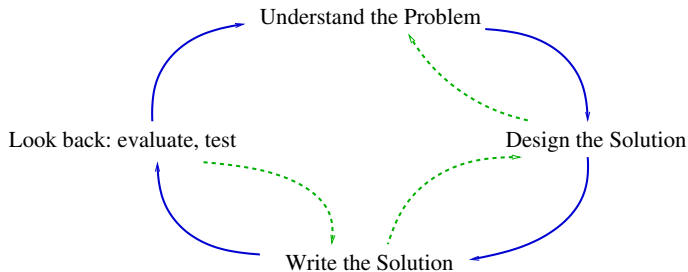 Understand the Problem
Look back: evaluate, test
Design the Solution
Write the Solution